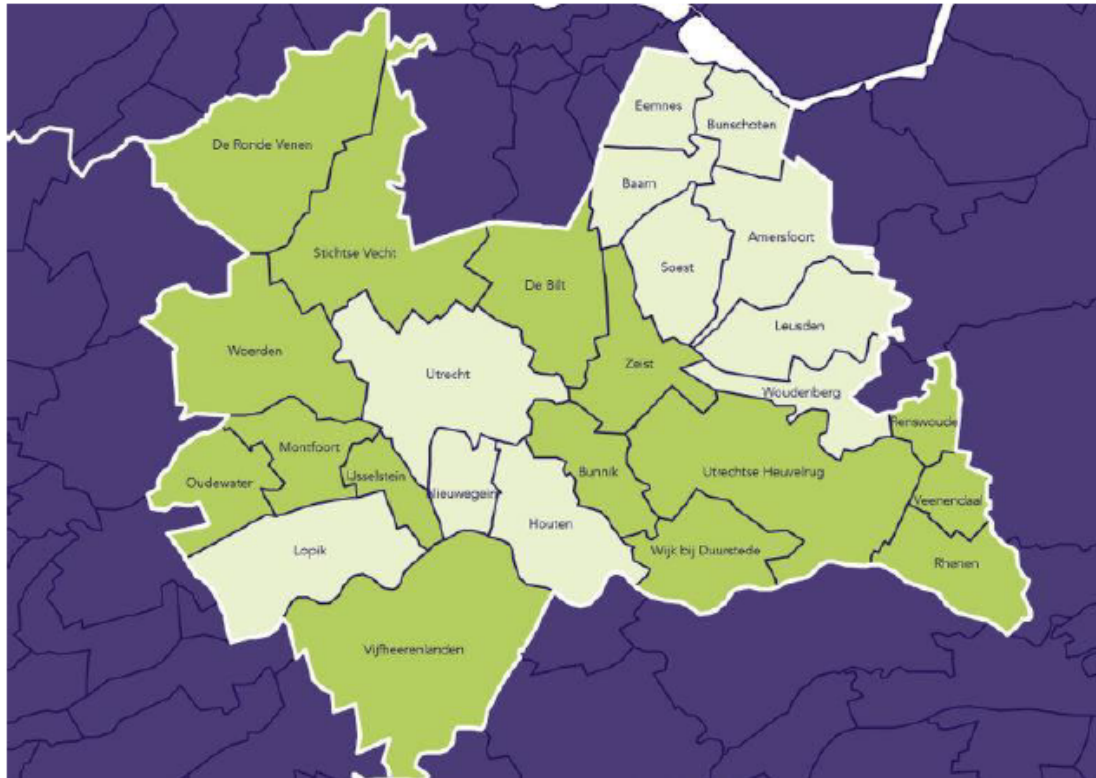 Eemnes
Bunschoten
De Ronde Venen
Baarn
Amersfoort
Stichtse Vecht
Soest
De Bilt
Leusden
Woerden
Zeist
Utrecht
Woudenberg
Renswoude
Montfoort
Bunnik
Utrechtse Heuvelrug
Oudewater
IJsselstein
Nieuwegein
Veenendaal
Houten
Lopik
Wijk bij Duurstede
Rhenen
Vijfheerenlanden